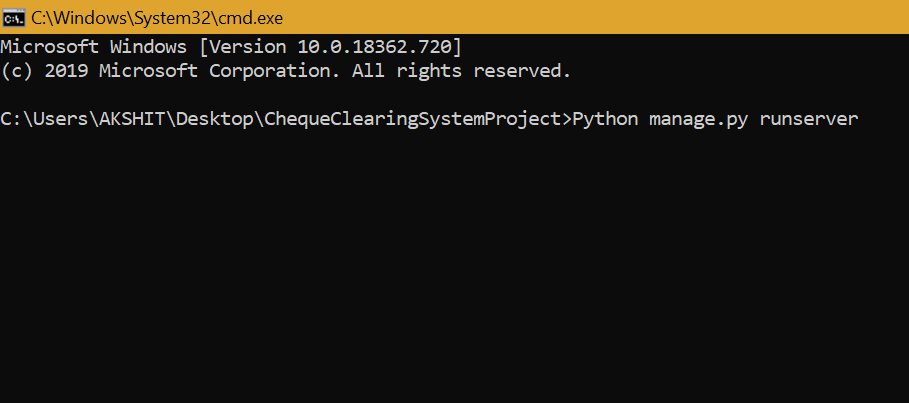 C:\Windows\System32\cmd.exe
Microsoft Windows [Version 10.0.18362.720]
(c) 2019 Microsoft Corporation. All rights reserved.
C:\Users\AKSHIT\Desktop\ChequeClearingSystemProject>Python manage.py runserver